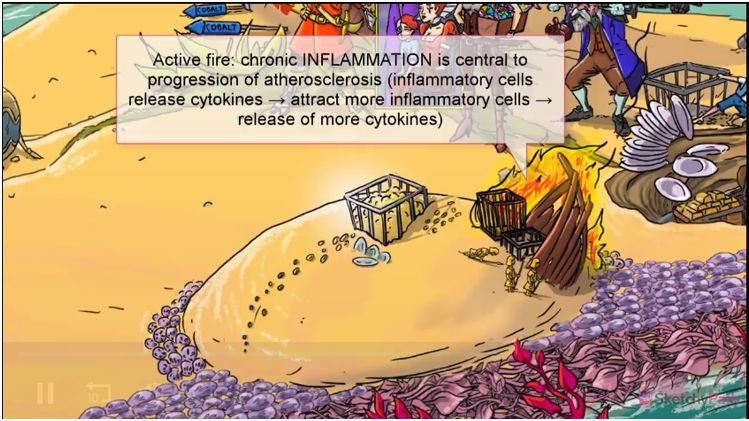 COBALT
COBALT
Active fire: chronic INFLAMMATION is central to
progression of atherosclerosis (inflammatory cells
release cytokines → attract more inflammatory cells →
release of more cytokines)
10
SketchyPath